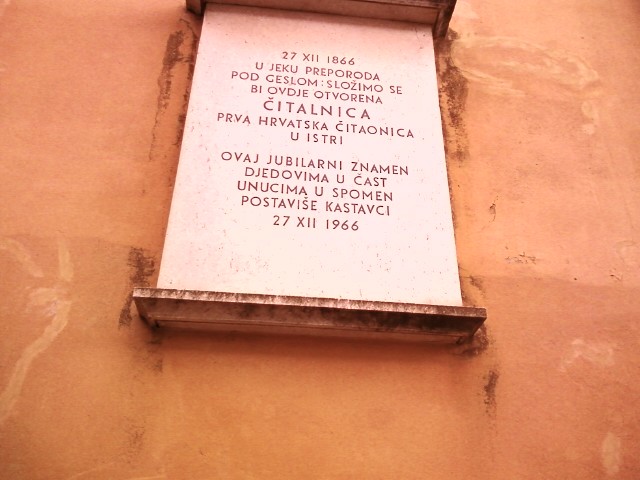 27 XII 1866
U JEKU PREPORODA
POD GESLOM: SLOŽIMO SE
BI OVDJE OTVORENA
ČITALNICA
PRVA HRVATSKA ČITAONICA
U ISTRI
OVAJ JUBILARNI ZNAMEN
DJEDOVIMA U ČAST
UNUCIMA U SPOMEN
POSTAVIŠE KASTAVCI
27 XII 1966